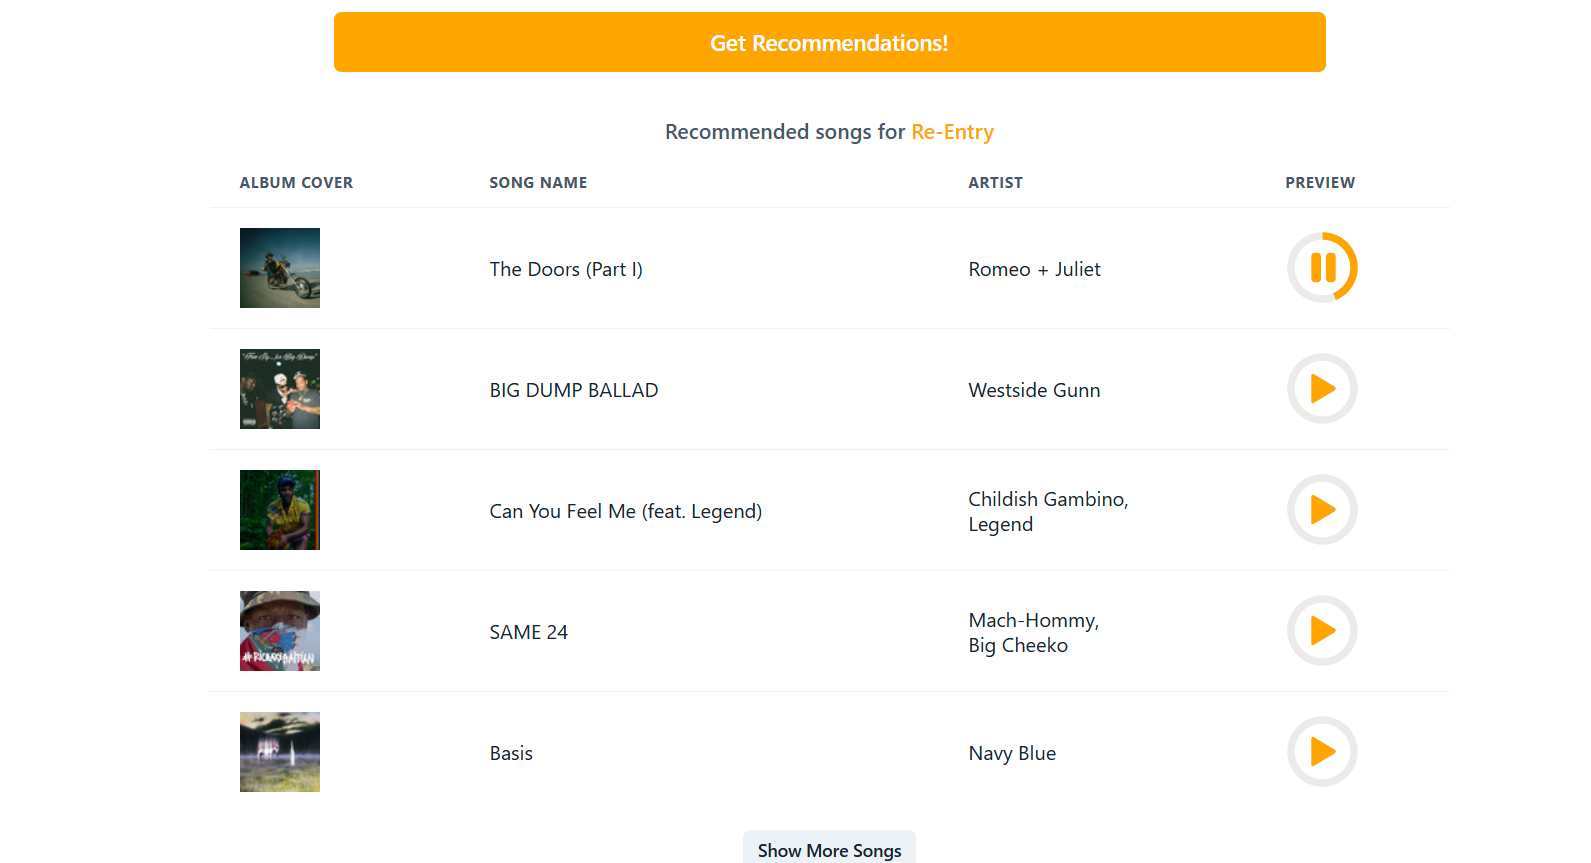 Get Recommendations!
Recommended songs for Re-Entry
ALBUM COVER SONG NAME ARTIST PREVIEW
The Doors (Part I) Romeo + Juliet
BIG DUMP BALLAD Westside Gunn
Can You Feel Me (feat. Legend) Childish Gambino,
Legend
SAME 24 Mach-Hommy,
Big Cheeko
Basis Navy Blue
Show More Songs